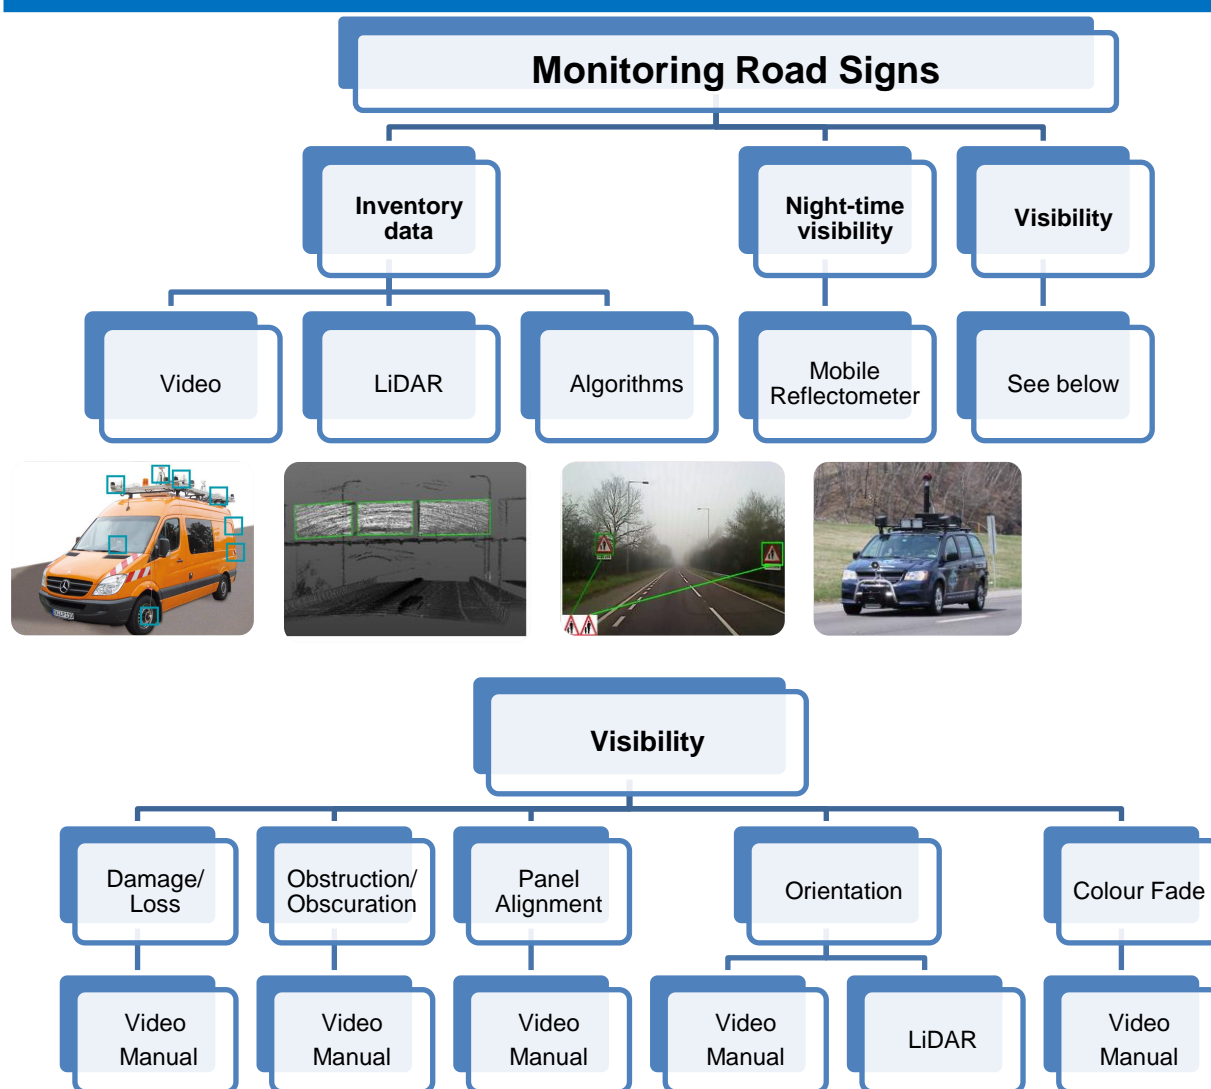 Monitoring Road Signs
Inventory
data
Night-time
visibility
Visibility
Video
LiDAR
Algorithms
Mobile
Reflectometer
See below
Visibility
Damage/
Loss
Obstruction/
Obscuration
Panel
Alignment
Orientation
Colour Fade
Video
Manual
Video
Manual
Video
Manual
Video
Manual
LiDAR
Video
Manual